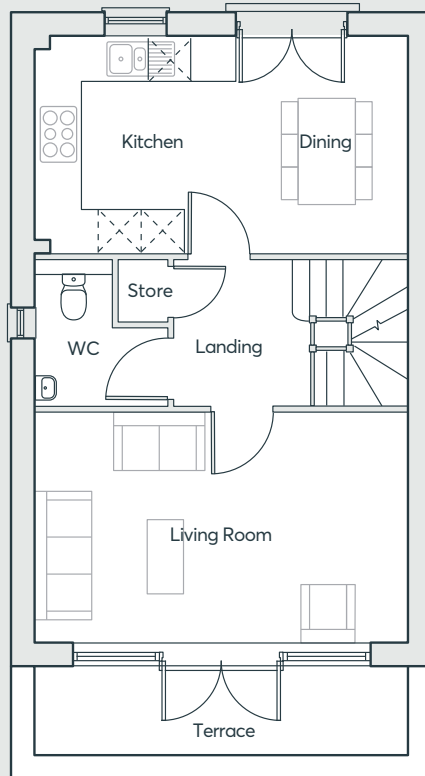 Kitchen
Dining
Store
WC
Landing
Living Room
Terrace